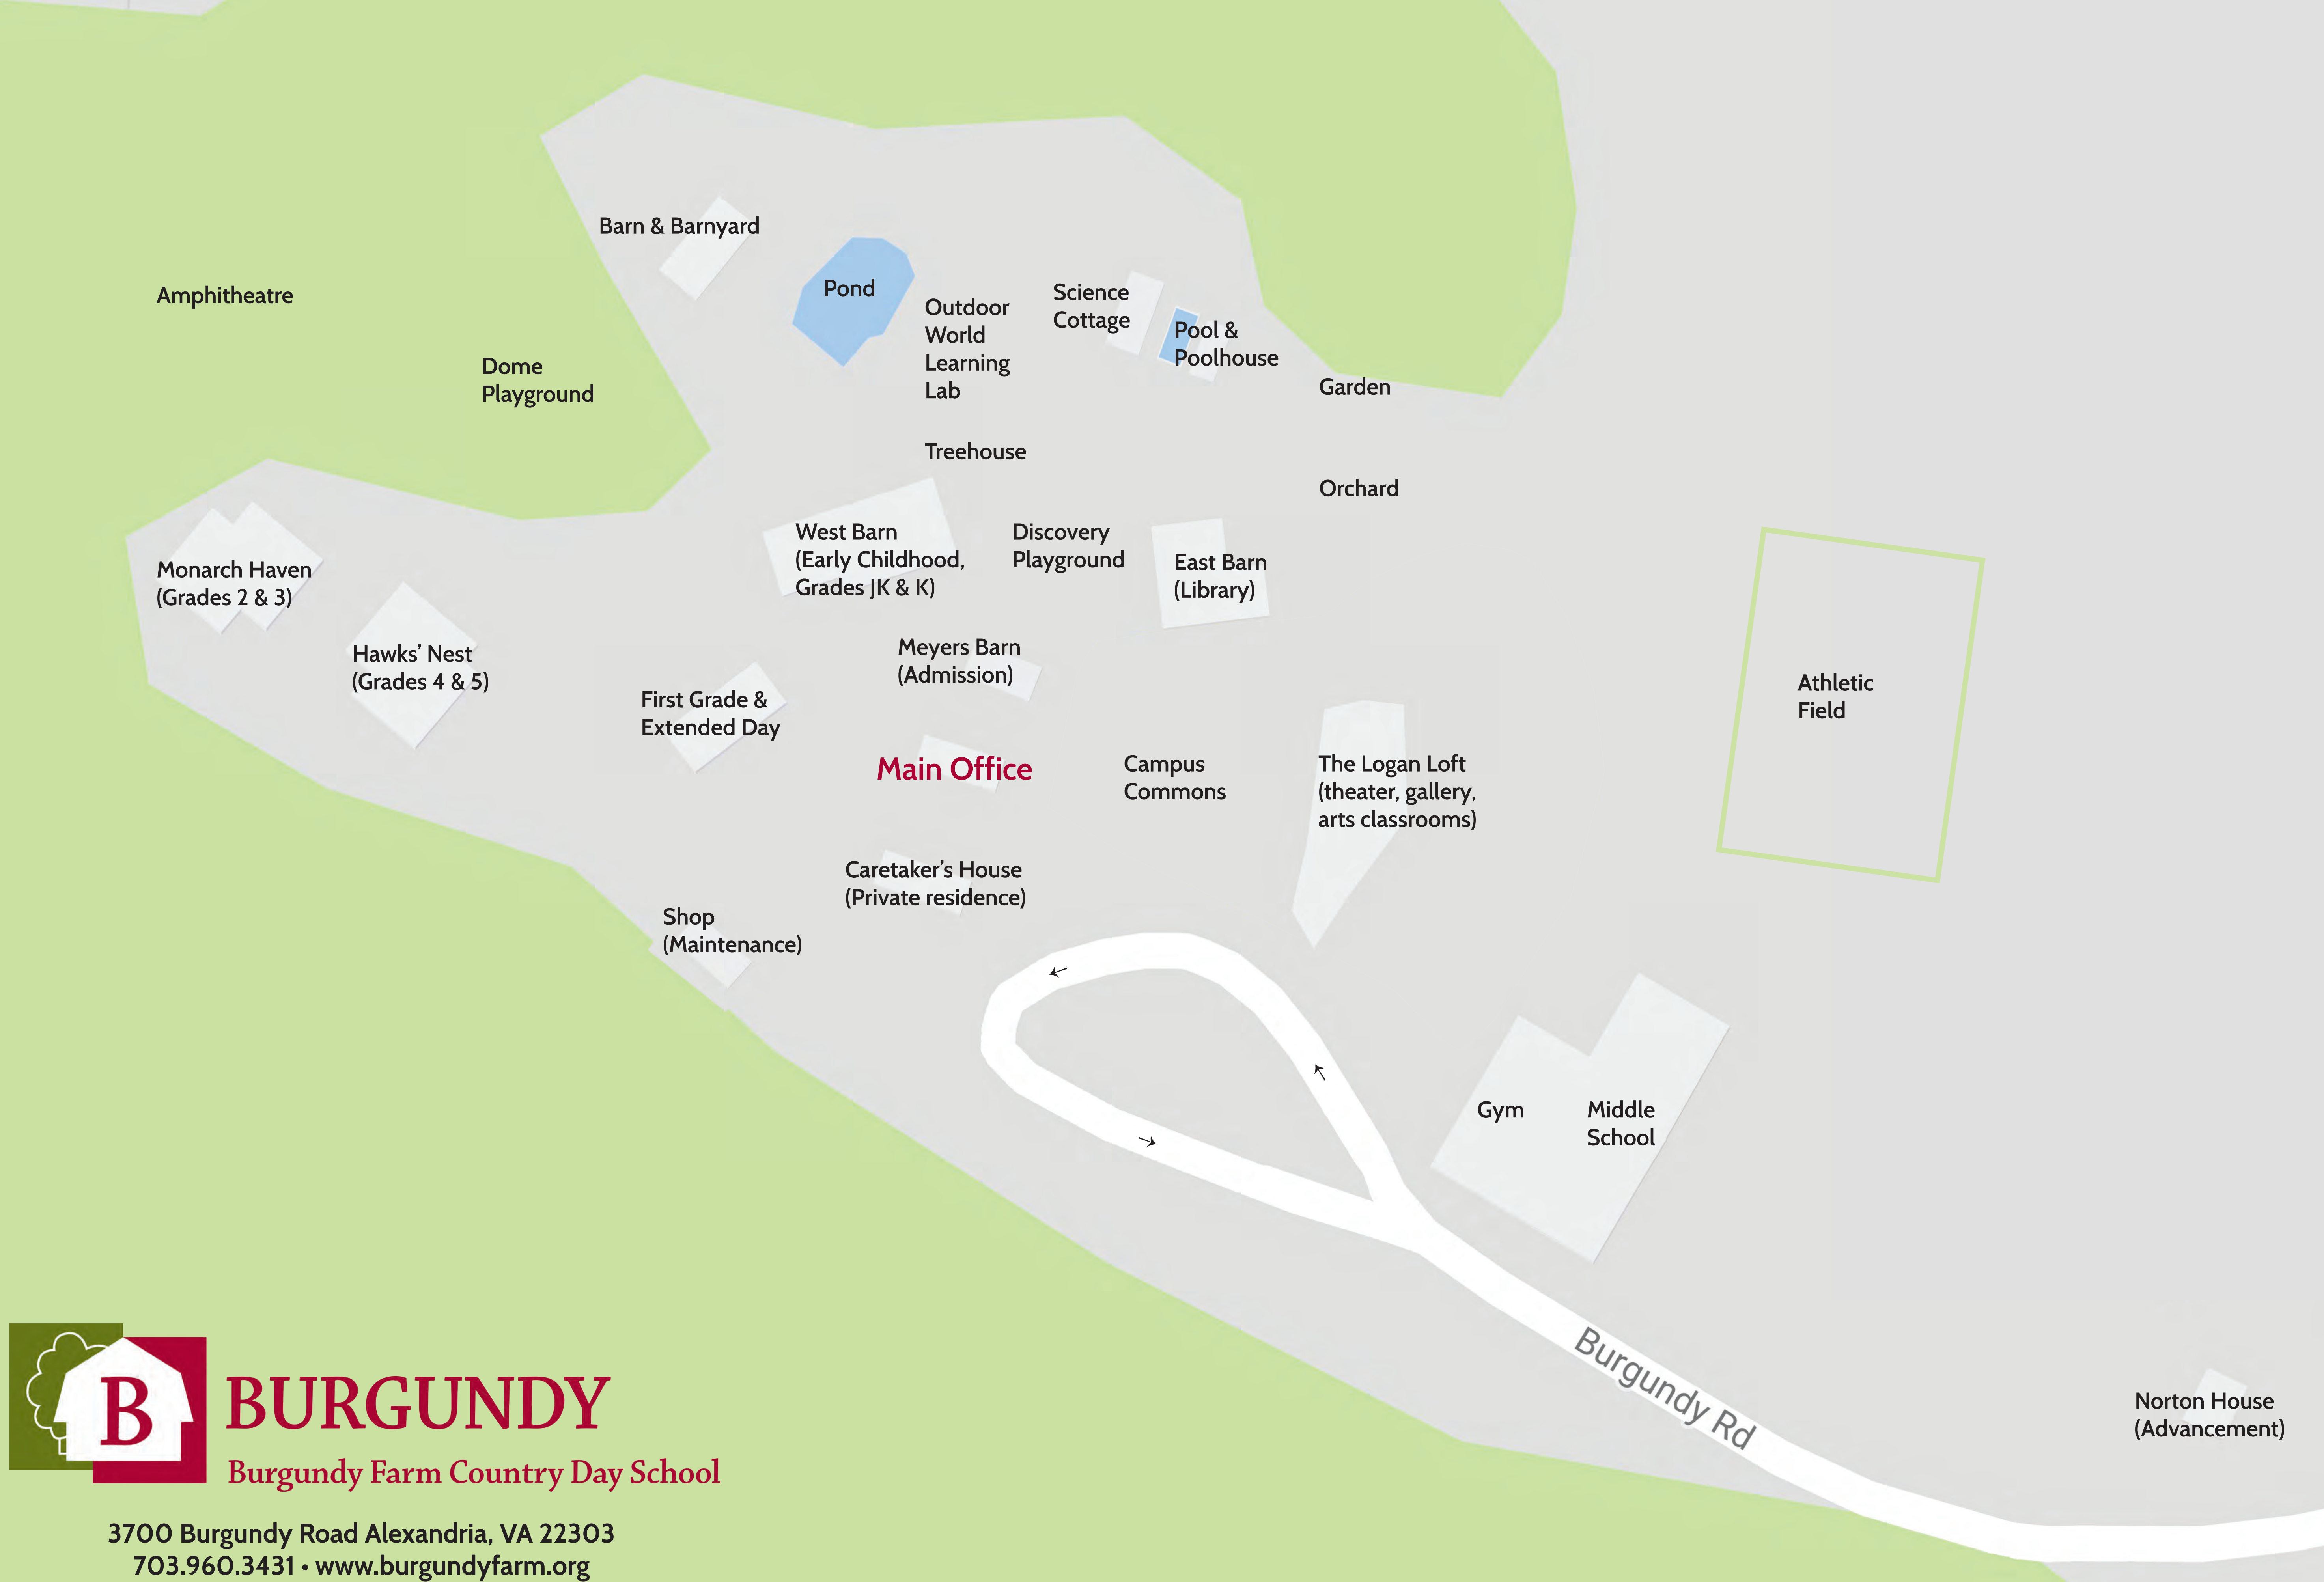 Barn & Barnyard
Amphitheatre
Pond
Outdoor
World
Learning
Lab
Science
Cottage
Pool &
Poolhouse
Dome
Playground
Garden
Treehouse
Orchard
West Barn
(Early Childhood,
Grades JK & K)
Discovery
Playground
East Barn
(Library)
Monarch Haven
(Grades 2 & 3)
Hawks’ Nest
(Grades 4 & 5)
Meyers Barn
(Admission)
First Grade &
Extended Day
Athletic
Field
Main Office
Campus
Commons
The Logan Loft
(theater, gallery,
arts classrooms)
Caretaker’s House
(Private residence)
Shop
(Maintenance)
←
↖
→
Gym
Middle
School
Burgundy Rd
Norton House
(Advancement)
B
BURGUNDY
Burgundy Farm Country Day School
3700 Burgundy Road Alexandria, VA 22303
703.960.3431 • www.burgundyfarm.org